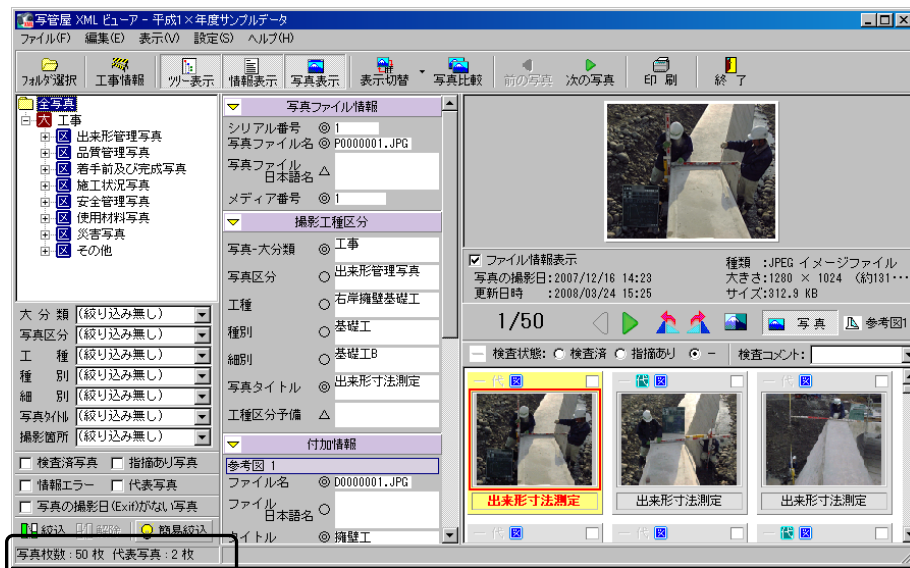 写管屋 XML ビューア - 平成1×年度サンプルデータ
ファイル(F) 編集(E) 表示(V) 設定(S) ヘルプ(H)
フォルダ選択 工事情報 ツリー表示 情報表示 写真表示 表示切替 写真比較 前の写真 次の写真 印 刷 終 了
全写真
大 工事
区 出来形管理写真
区 品質管理写真
区 着手前及び完成写真
区 施工状況写真
区 安全管理写真
区 使用材料写真
区 災害写真
区 その他
大 分 類 (絞り込み無し)
写真区分 (絞り込み無し)
工 種 (絞り込み無し)
種 別 (絞り込み無し)
細 別 (絞り込み無し)
写真タイトル (絞り込み無し)
撮影箇所 (絞り込み無し)
検査済写真 指摘あり写真
情報エラー 代表写真
写真の撮影日(Exif)がない写真
絞込 解除 簡易絞込
写真枚数 : 50 枚 代表写真 : 2 枚
写真ファイル情報
シリアル番号 ◎ 1
写真ファイル名 ◎ P0000001.JPG
写真ファイル
日本語名 △
メディア番号 ◎ 1
撮影工種区分
写真-大分類 ◎ 工事
写真区分 ○ 出来形管理写真
工種 ○ 右岸擁壁基礎工
種別 ○ 基礎工
細別 ○ 基礎工B
写真タイトル ◎ 出来形寸法測定
工種区分予備 △
付加情報
参考図 1
ファイル名 ◎ D0000001.JPG
ファイル
日本語名 ○
タイトル ◎ 擁壁工
ファイル情報表示
写真の撮影日:2007/12/16 14:23
更新日時 :2008/03/24 15:25
種類 :JPEG イメージファイル
大きさ:1280 × 1024 (約131…
サイズ:312.9 KB
1/50 写 真 参考図1
— 検査状態: 検査済 指摘あり − 検査コメント:
— 代 区 — 代 区 — 代 区
出来形寸法測定 出来形寸法測定 出来形寸法測定
— 代 区 — 代 区 — 代 区